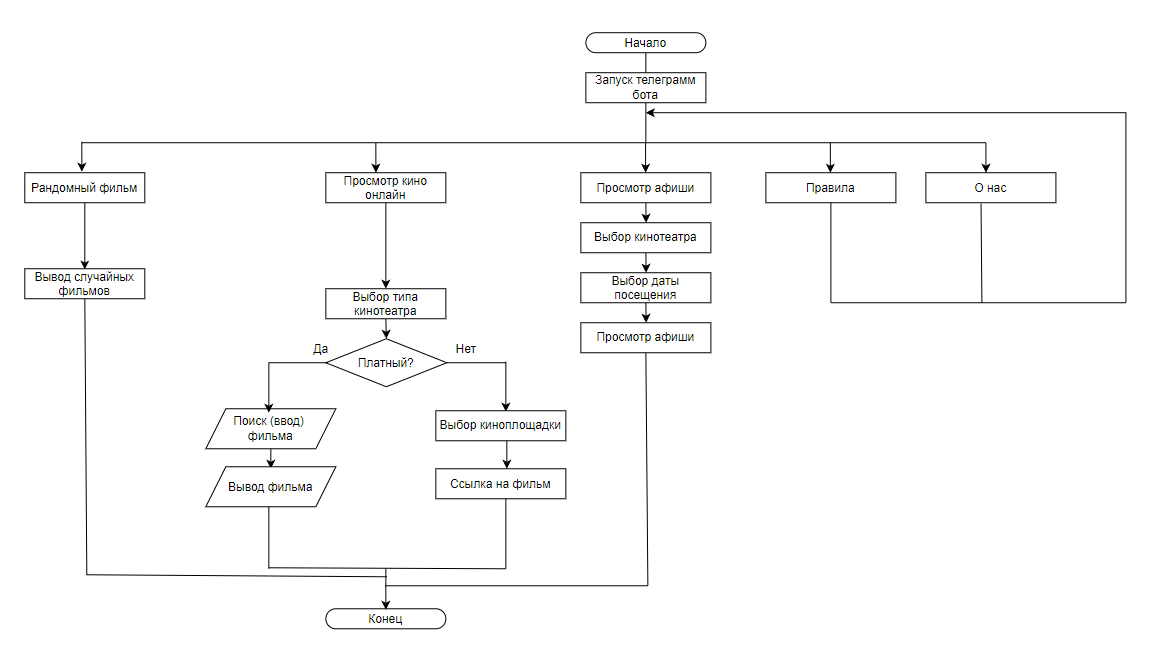 Начало
Запуск телеграмм
бота
Рандомный фильм
Просмотр кино
онлайн
Просмотр афиши
Правила
О нас
Выбор кинотеатра
Вывод случайных
фильмов
Выбор типа
кинотеатра
Выбор даты
посещения
Просмотр афиши
Да
Нет
Платный?
Поиск (ввод)
фильма
Выбор киноплощадки
Вывод фильма
Ссылка на фильм
Конец